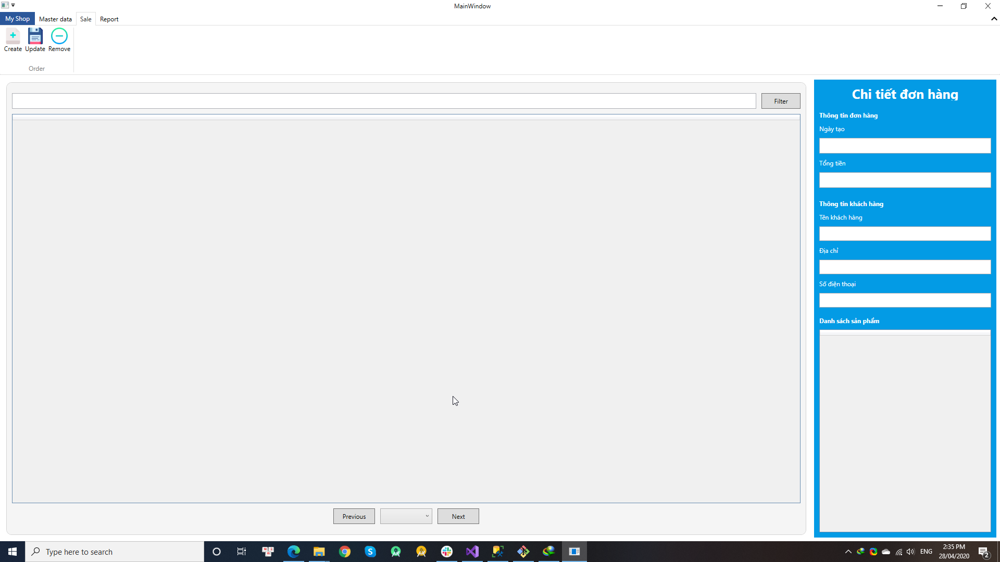 MainWindow
My Shop Master data Sale Report
Create Update Remove
Order
Filter
Previous Next
Chi tiết đơn hàng
Thông tin đơn hàng
Ngày tạo
Tổng tiền
Thông tin khách hàng
Tên khách hàng
Địa chỉ
Số điện thoại
Danh sách sản phẩm
Type here to search
ENG
2:35 PM
28/04/2020
2